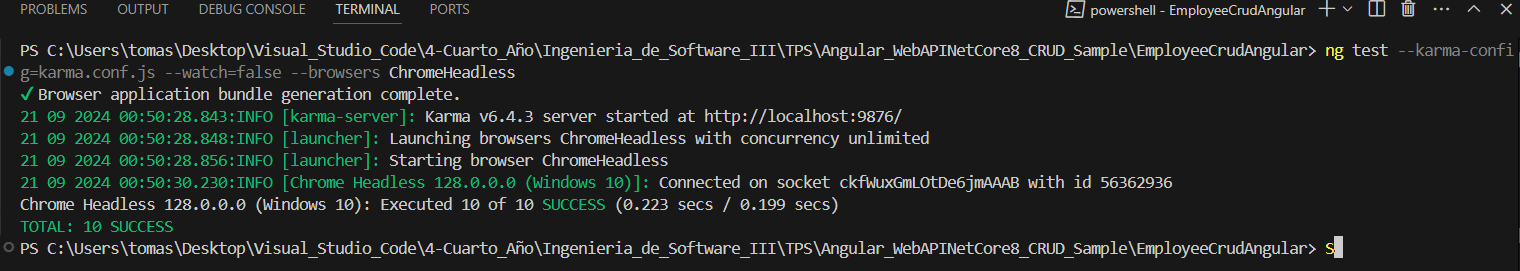 PROBLEMS OUTPUT DEBUG CONSOLE TERMINAL PORTS powershell - EmployeeCrudAngular
PS C:\Users\tomas\Desktop\Visual_Studio_Code\4-Cuarto_Año\Ingenieria_de_Software_III\TPS\Angular_WebAPINetCore8_CRUD_Sample\EmployeeCrudAngular> ng test --karma-confi
g=karma.conf.js --watch=false --browsers ChromeHeadless
✓ Browser application bundle generation complete.
21 09 2024 00:50:28.843:INFO [karma-server]: Karma v6.4.3 server started at http://localhost:9876/
21 09 2024 00:50:28.848:INFO [launcher]: Launching browsers ChromeHeadless with concurrency unlimited
21 09 2024 00:50:28.856:INFO [launcher]: Starting browser ChromeHeadless
21 09 2024 00:50:30.230:INFO [Chrome Headless 128.0.0.0 (Windows 10)]: Connected on socket ckfWuxGmLOtDe6jmAAAB with id 56362936
Chrome Headless 128.0.0.0 (Windows 10): Executed 10 of 10 SUCCESS (0.223 secs / 0.199 secs)
TOTAL: 10 SUCCESS
PS C:\Users\tomas\Desktop\Visual_Studio_Code\4-Cuarto_Año\Ingenieria_de_Software_III\TPS\Angular_WebAPINetCore8_CRUD_Sample\EmployeeCrudAngular> S